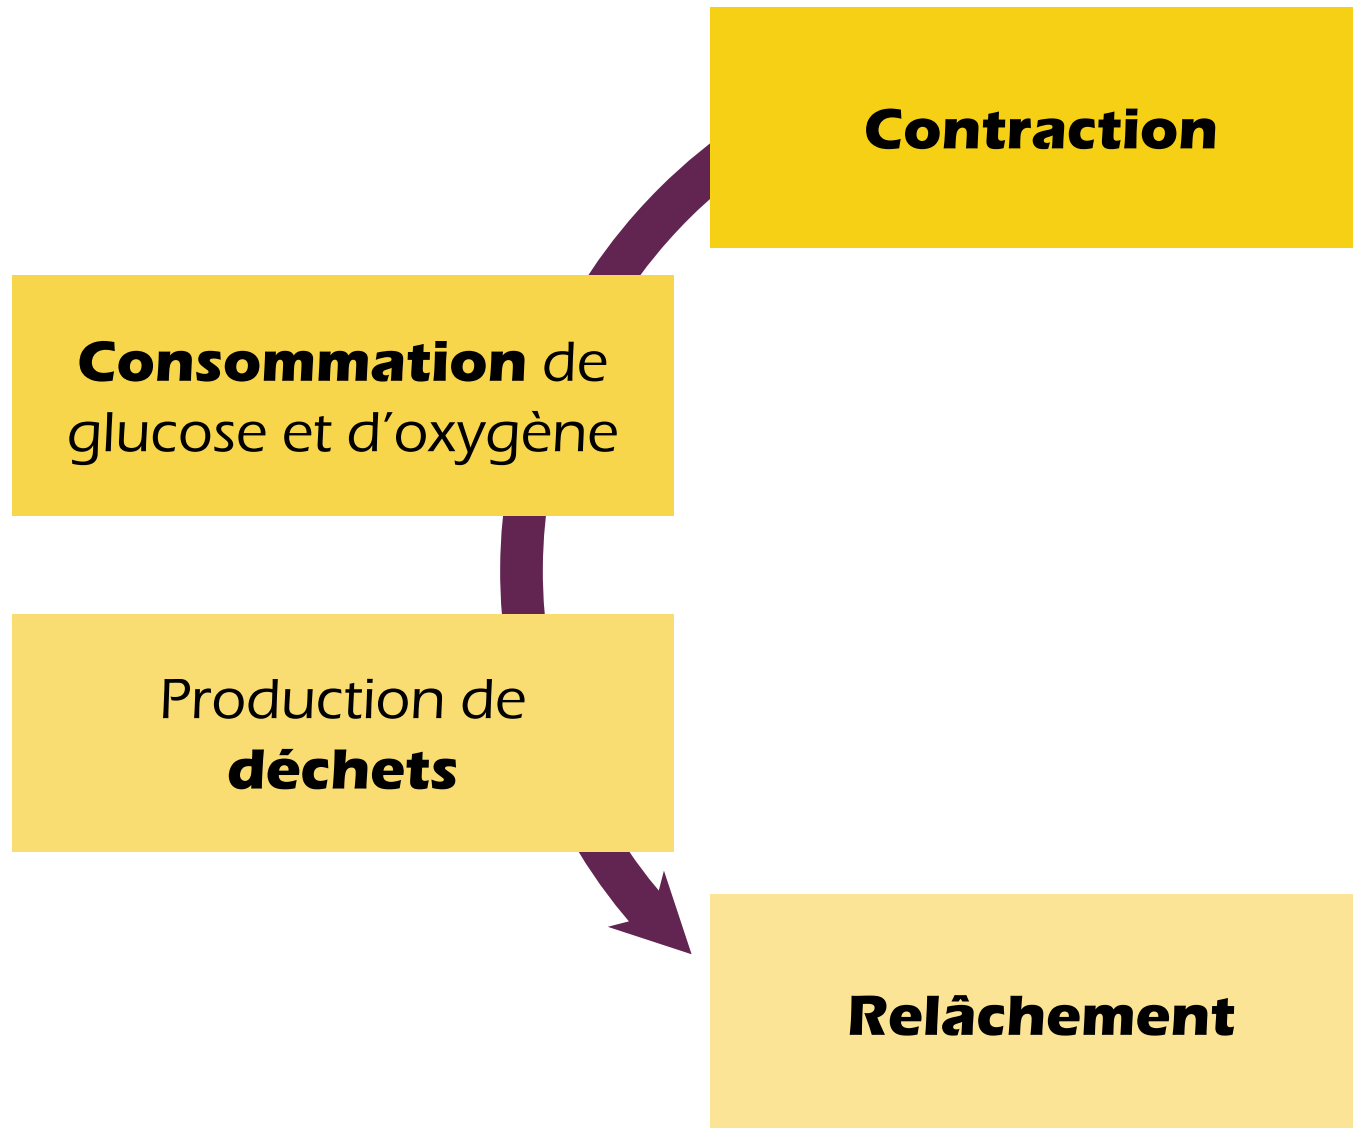 Contraction
Consommation de
glucose et d’oxygène
Production de
déchets
Relâchement